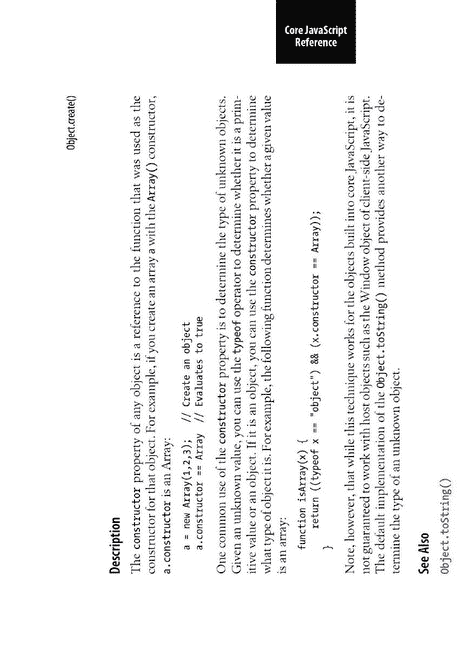 Core JavaScript
Reference
Object.create()
Description
The constructor property of any object is a reference to the function that was used as the
constructor for that object. For example, if you create an array a with the Array() constructor,
a.constructor is an Array:
a = new Array(1,2,3); // Create an object
a.constructor == Array // Evaluates to true
One common use of the constructor property is to determine the type of unknown objects.
Given an unknown value, you can use the typeof operator to determine whether it is a prim-
itive value or an object. If it is an object, you can use the constructor property to determine
what type of object it is. For example, the following function determines whether a given value
is an array:
function isArray(x) {
return ((typeof x == "object") && (x.constructor == Array));
}
Note, however, that while this technique works for the objects built into core JavaScript, it is
not guaranteed to work with host objects such as the Window object of client-side JavaScript.
The default implementation of the Object.toString() method provides another way to de-
termine the type of an unknown object.
See Also
Object.toString()